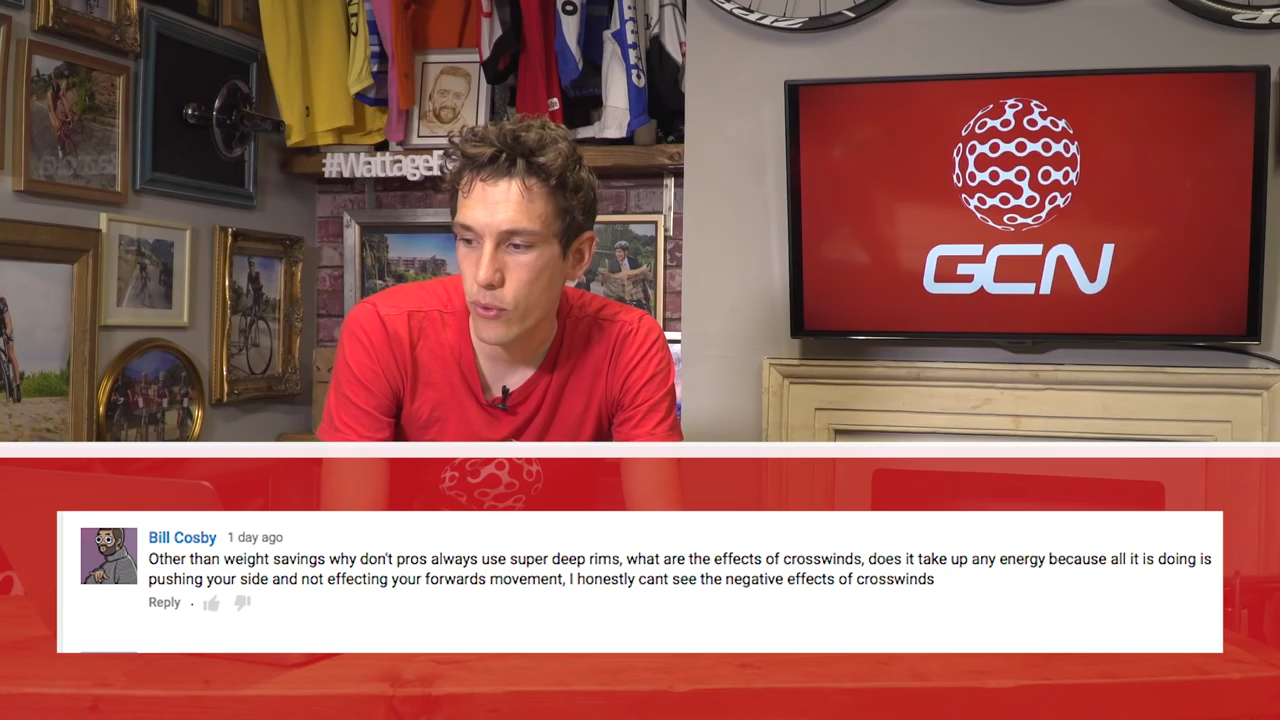 #WattageB
GCN
Bill Cosby 1 day ago
Other than weight savings why don't pros always use super deep rims, what are the effects of crosswinds, does it take up any energy because all it is doing is
pushing your side and not effecting your forwards movement, I honestly cant see the negative effects of crosswinds
Reply .